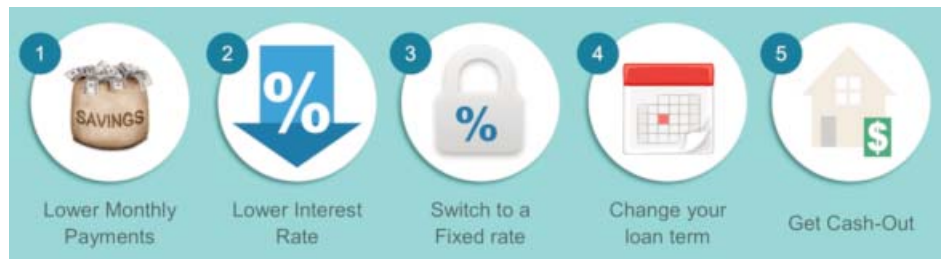 1
SAVINGS
Lower Monthly
Payments
2
%
Lower Interest
Rate
3
%
Switch to a
Fixed rate
4
Change your
loan term
5
$
Get Cash-Out